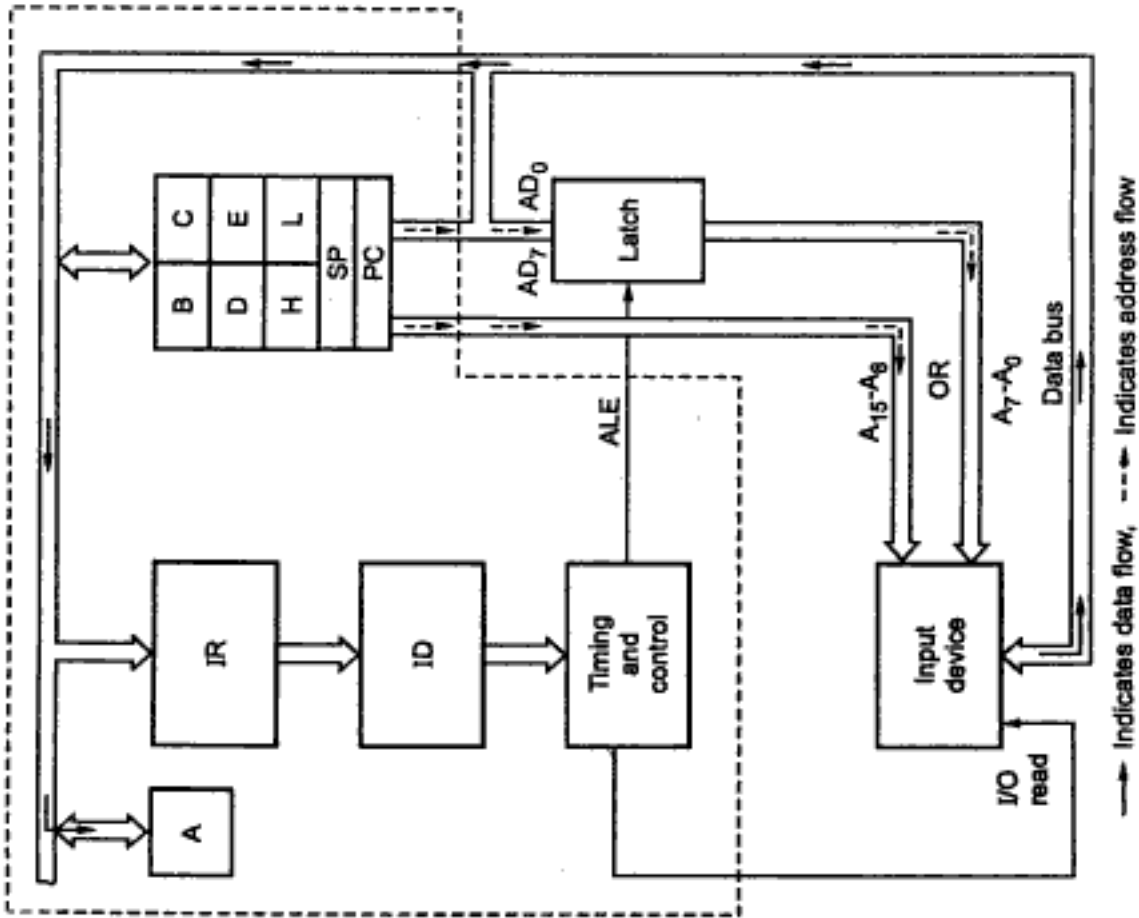 A
IR
B C
D E
H L
SP
PC
ID
AD₇ AD₀
Timing
and
control
ALE
Latch
A₁₅-A₈
OR
A₇-A₀
Input
device
I/O
read
Data bus
Indicates data flow, Indicates address flow